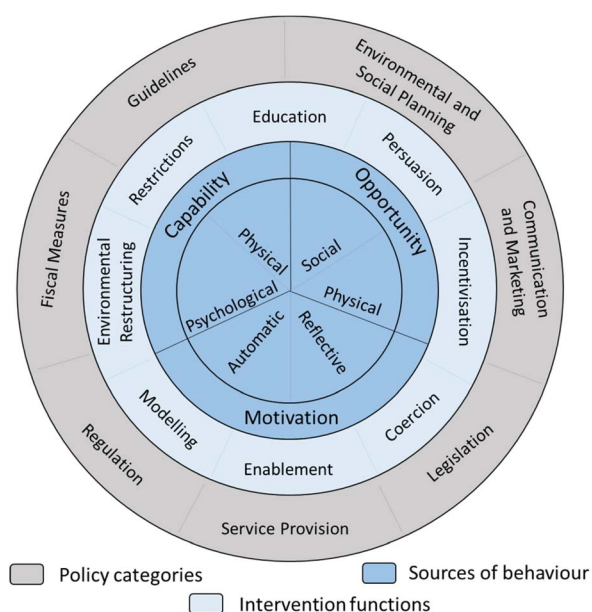 Guidelines
Environmental and
Social Planning
Education
Restrictions
Persuasion
Capability
Opportunity
Fiscal Measures
Environmental
Restructuring
Physical
Social
Incentivisation
Communication
and Marketing
Psychological
Physical
Automatic
Reflective
Modelling
Motivation
Coercion
Regulation
Enablement
Legislation
Service Provision
Policy categories
Sources of behaviour
Intervention functions